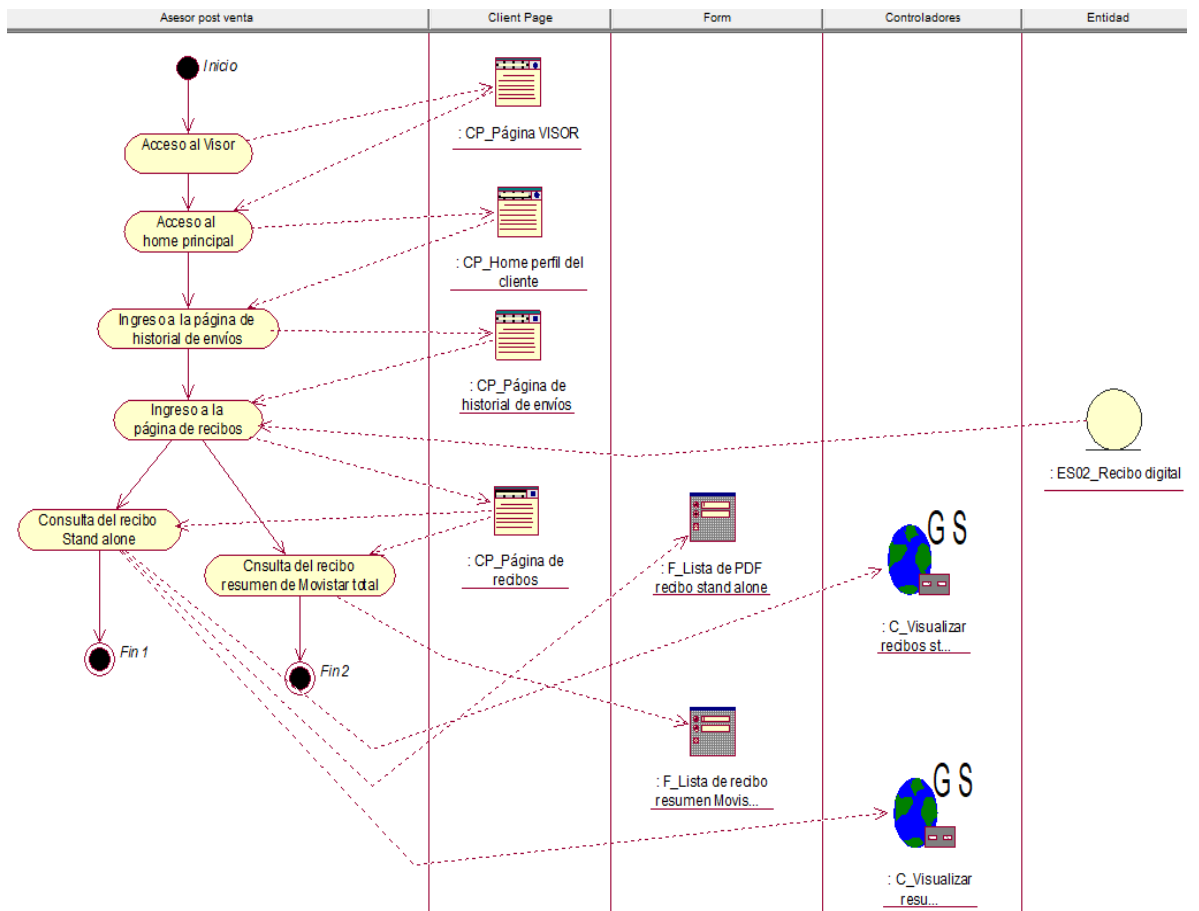 Asesor post venta
Client Page
Form
Controladores
Entidad
Inicio
: CP_Página VISOR
Acceso al Visor
Acceso al
home principal
: CP_Home perfil del
cliente
Ingreso a la página de
historial de envíos
: CP_Página de
historial de envíos
Ingreso a la
página de recibos
: ES02_Recibo digital
Consulta del recibo
Stand alone
Cnsulta del recibo
resumen de Movistar total
: CP_Página de
recibos
: F_Lista de PDF
recibo stand alone
G S
: C_Visualizar
recibos st...
Fin 1
Fin 2
: F_Lista de recibo
resumen Movis...
G S
: C_Visualizar
resu...